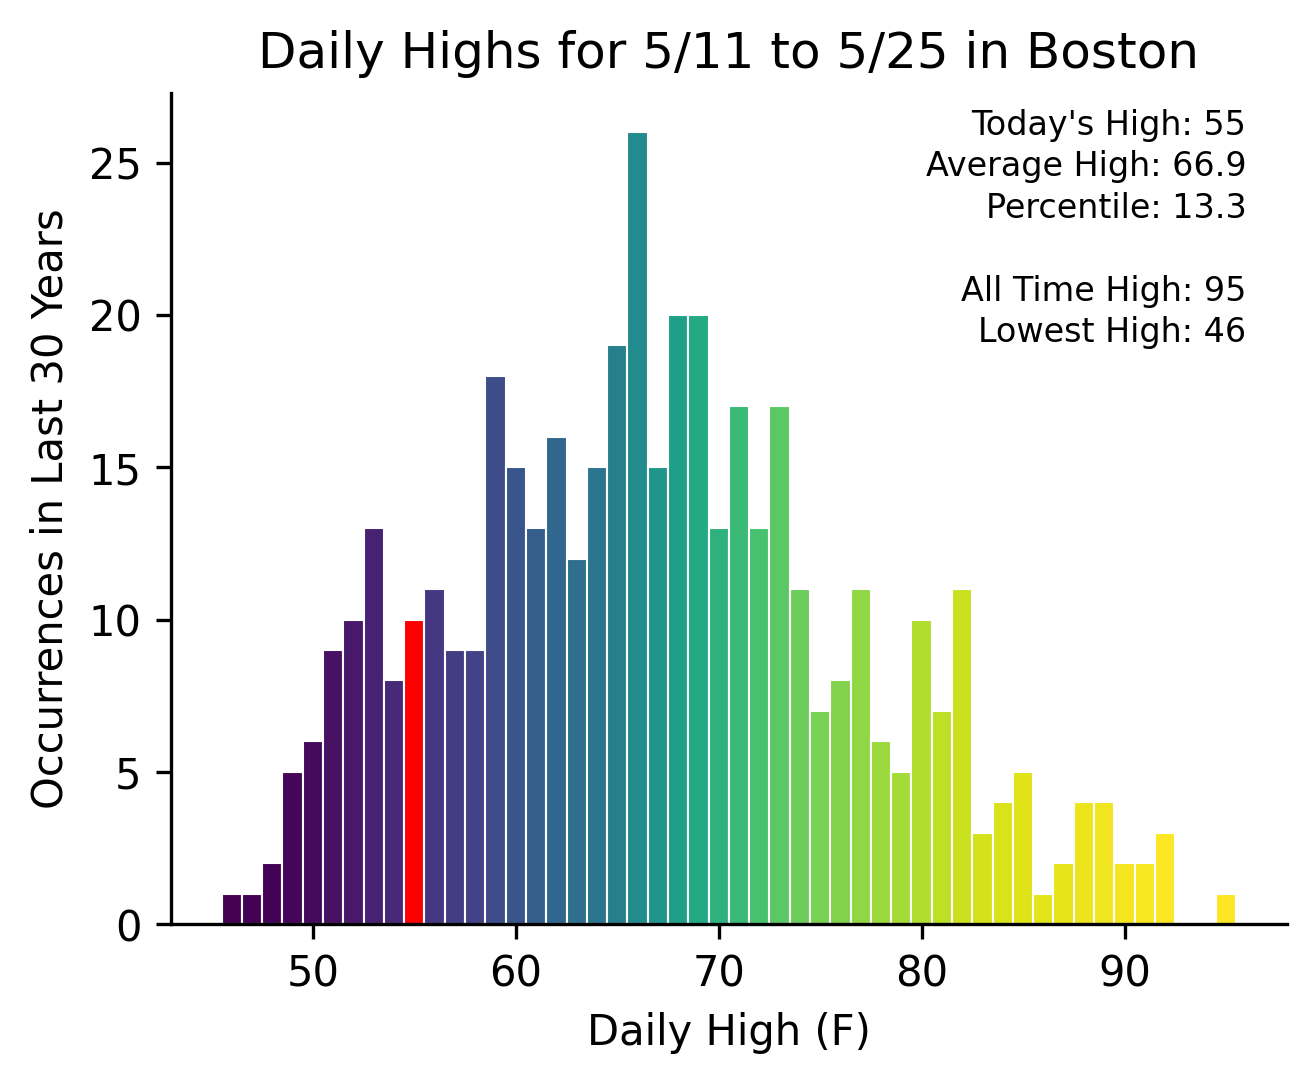 Daily Highs for 5/11 to 5/25 in Boston
Today's High: 55
Average High: 66.9
Percentile: 13.3
All Time High: 95
Lowest High: 46
Occurrences in Last 30 Years
25
20
15
10
5
0
50 60 70 80 90
Daily High (F)